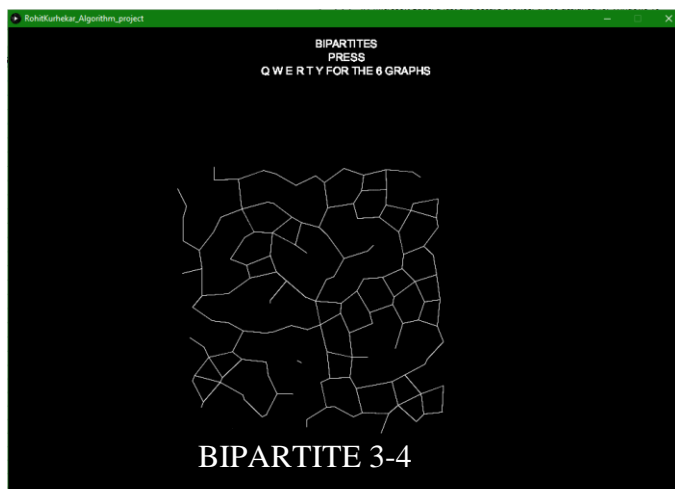 RohitKurhekar_Algorithm_project
BIPARTITES
PRESS
Q W E R T Y FOR THE 6 GRAPHS
BIPARTITE 3-4